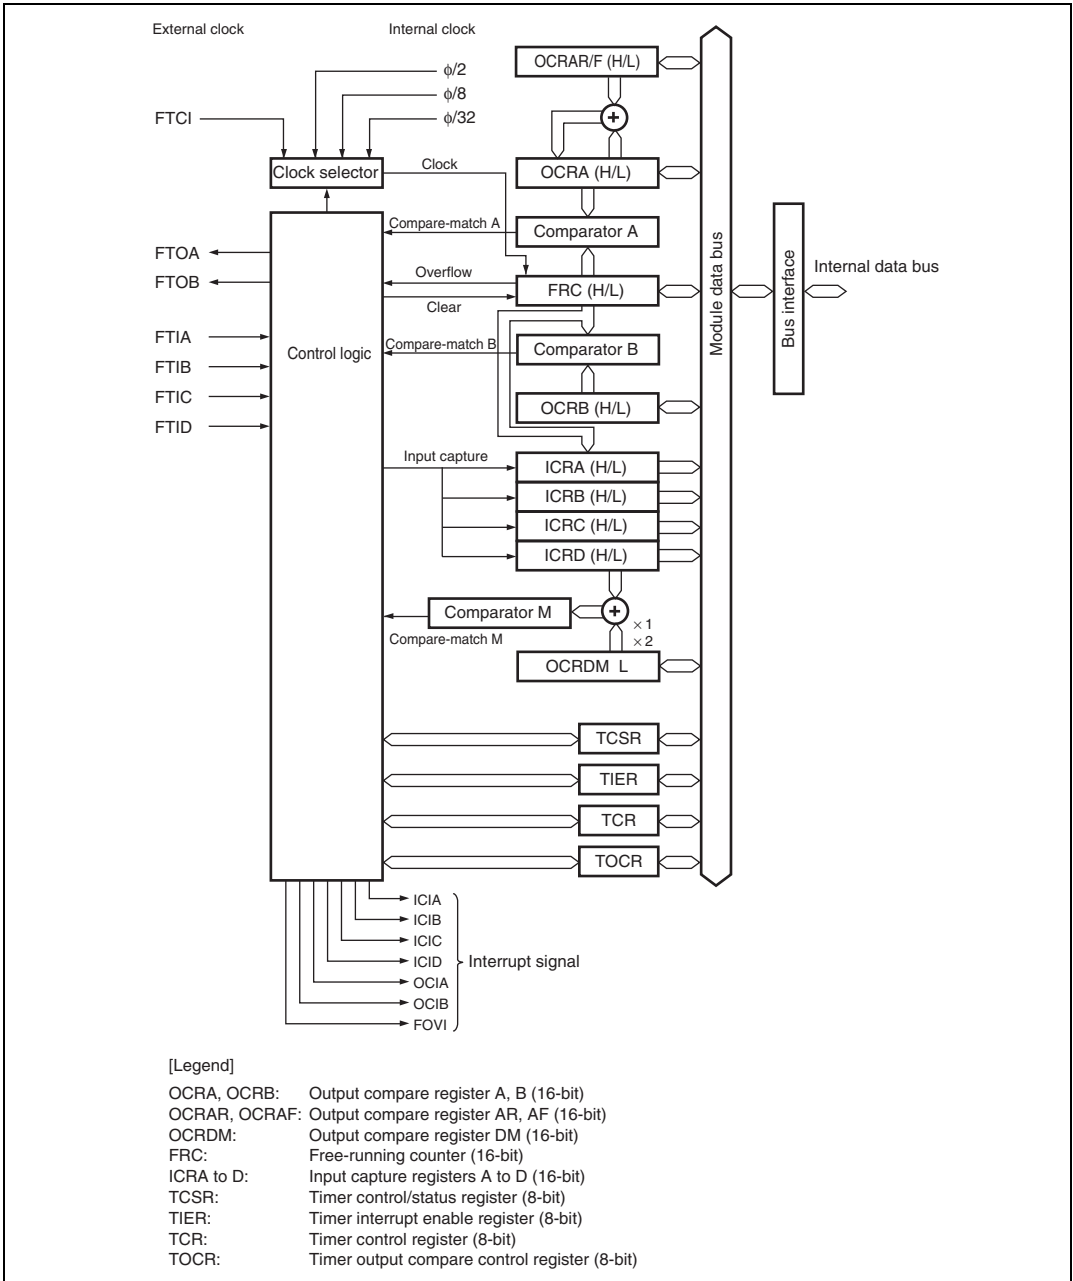 External clock
Internal clock
ϕ/2
ϕ/8
ϕ/32
FTCI
Clock selector
Clock
OCRAR/F (H/L)
+
OCRA (H/L)
Compare-match A
Comparator A
FTOA
FTOB
Overflow
FRC (H/L)
Clear
FTIA
FTIB
FTIC
FTID
Control logic
Compare-match B
Comparator B
OCRB (H/L)
Module data bus
Bus interface
Internal data bus
Input capture
ICRA (H/L)
ICRB (H/L)
ICRC (H/L)
ICRD (H/L)
Comparator M
+
× 1
× 2
Compare-match M
OCRDM L
TCSR
TIER
TCR
TOCR
ICIA
ICIB
ICIC
ICID
OCIA
OCIB
FOVI
Interrupt signal
[Legend]
OCRA, OCRB: Output compare register A, B (16-bit)
OCRAR, OCRAF: Output compare register AR, AF (16-bit)
OCRDM: Output compare register DM (16-bit)
FRC: Free-running counter (16-bit)
ICRA to D: Input capture registers A to D (16-bit)
TCSR: Timer control/status register (8-bit)
TIER: Timer interrupt enable register (8-bit)
TCR: Timer control register (8-bit)
TOCR: Timer output compare control register (8-bit)